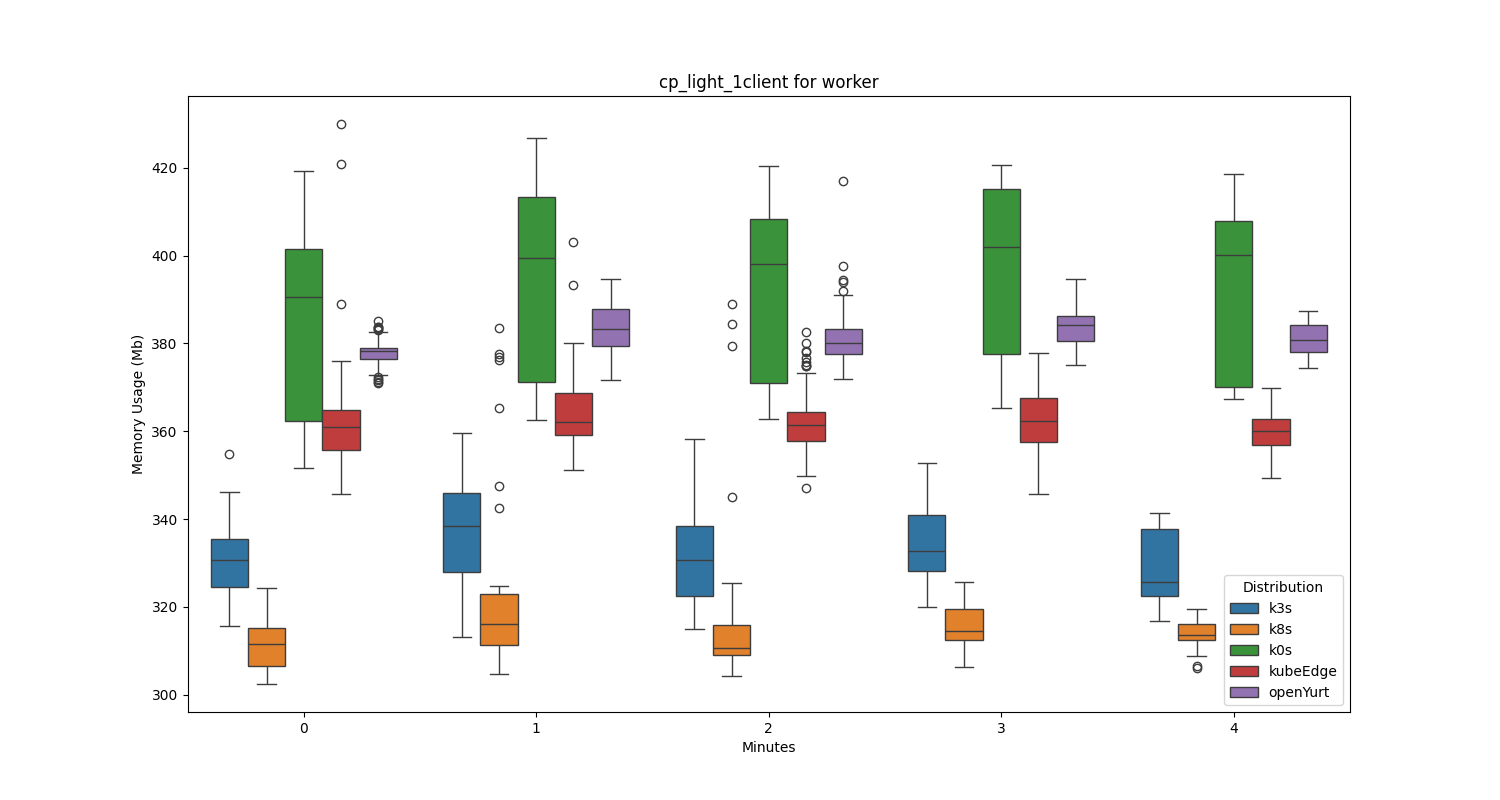 cp_light_1client for worker
Memory Usage (Mb)
420
400
380
360
340
320
300
0 1 2 3 4
Minutes
Distribution
k3s
k8s
k0s
kubeEdge
openYurt